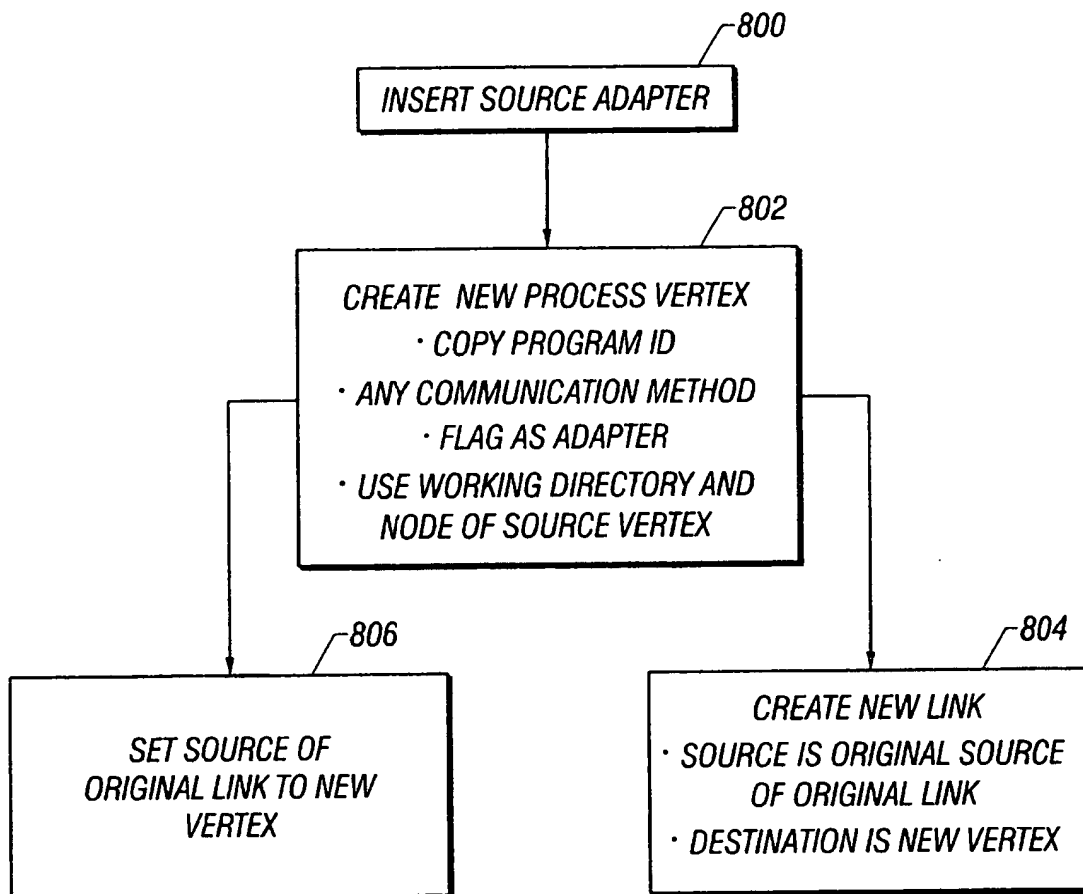 800
INSERT SOURCE ADAPTER
802
CREATE NEW PROCESS VERTEX
· COPY PROGRAM ID
· ANY COMMUNICATION METHOD
· FLAG AS ADAPTER
· USE WORKING DIRECTORY AND
NODE OF SOURCE VERTEX
806
SET SOURCE OF
ORIGINAL LINK TO NEW
VERTEX
804
CREATE NEW LINK
· SOURCE IS ORIGINAL SOURCE
OF ORIGINAL LINK
· DESTINATION IS NEW VERTEX